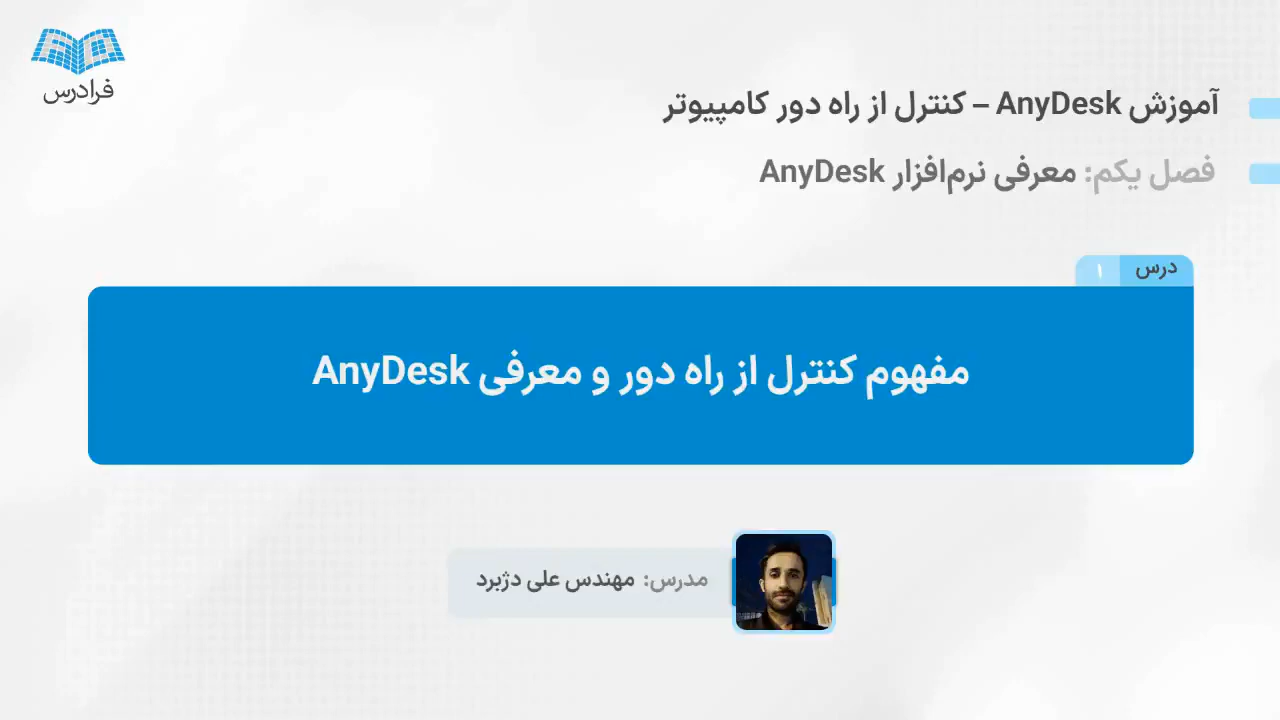 فرادرس
آموزش AnyDesk – کنترل از راه دور کامپیوتر
فصل یکم: معرفی نرم‌افزار AnyDesk
درس ۱
مفهوم کنترل از راه دور و معرفی AnyDesk
مدرس: مهندس علی دژبرد